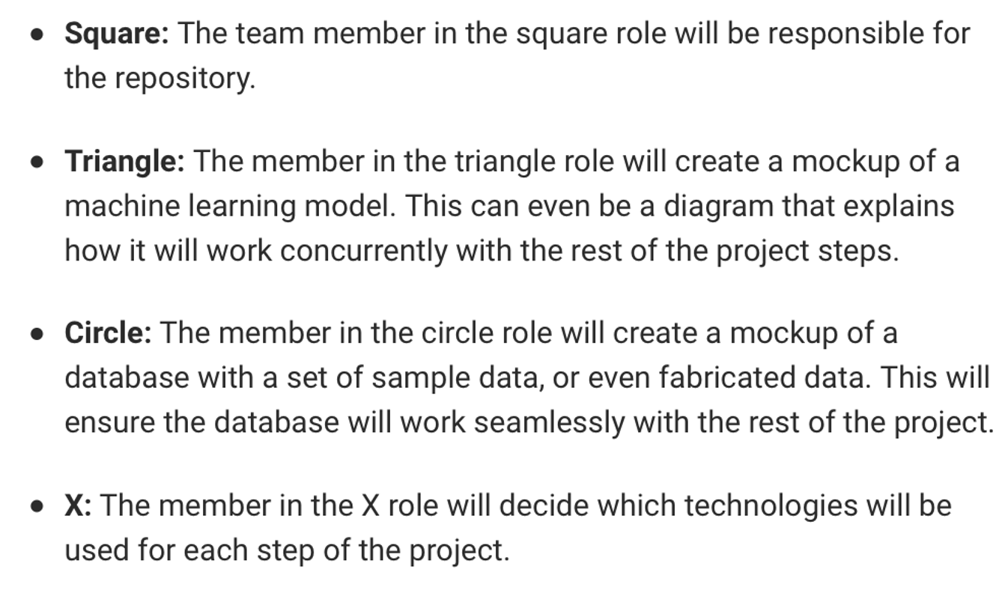 • Square: The team member in the square role will be responsible for
the repository.
• Triangle: The member in the triangle role will create a mockup of a
machine learning model. This can even be a diagram that explains
how it will work concurrently with the rest of the project steps.
• Circle: The member in the circle role will create a mockup of a
database with a set of sample data, or even fabricated data. This will
ensure the database will work seamlessly with the rest of the project.
• X: The member in the X role will decide which technologies will be
used for each step of the project.